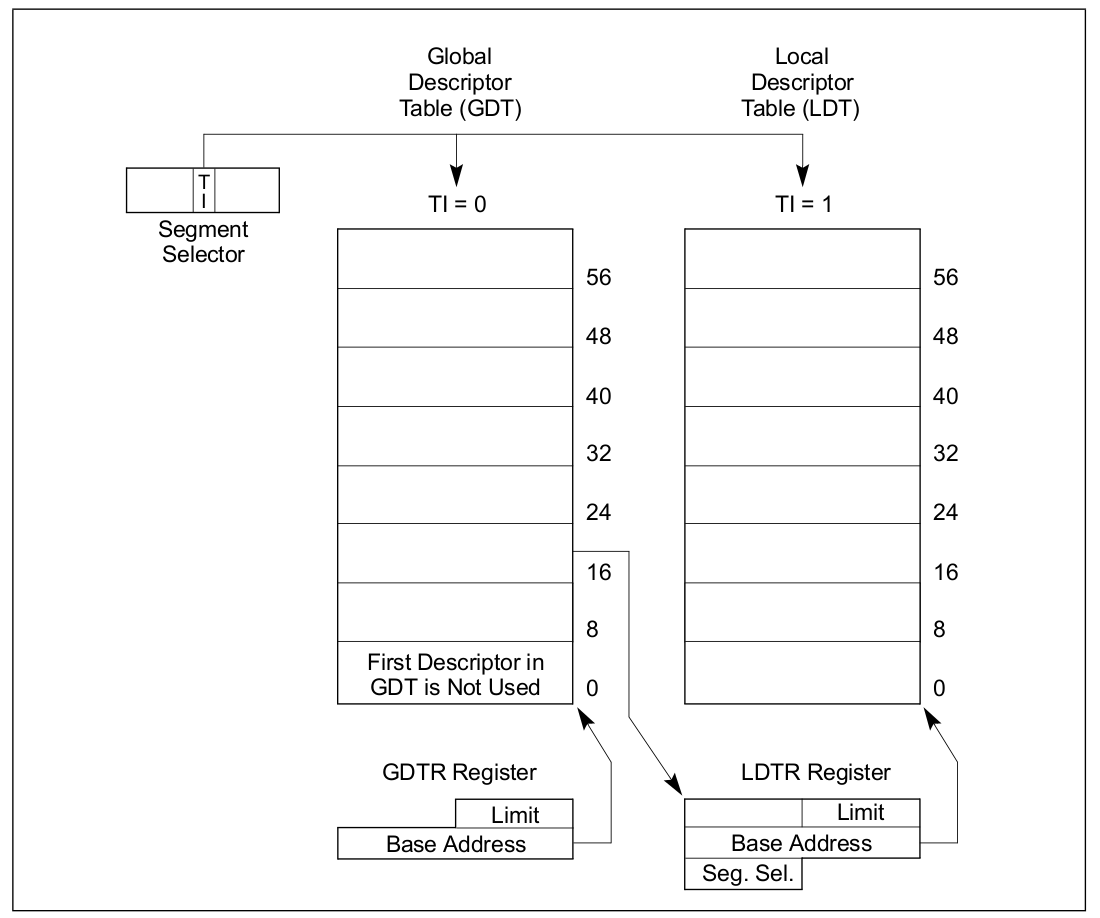 Global
Descriptor
Table (GDT)
Local
Descriptor
Table (LDT)
T
I
Segment
Selector
TI = 0
TI = 1
56
56
48
48
40
40
32
32
24
24
16
16
8
8
First Descriptor in
GDT is Not Used
0
0
GDTR Register
LDTR Register
Limit
Limit
Base Address
Base Address
Seg. Sel.